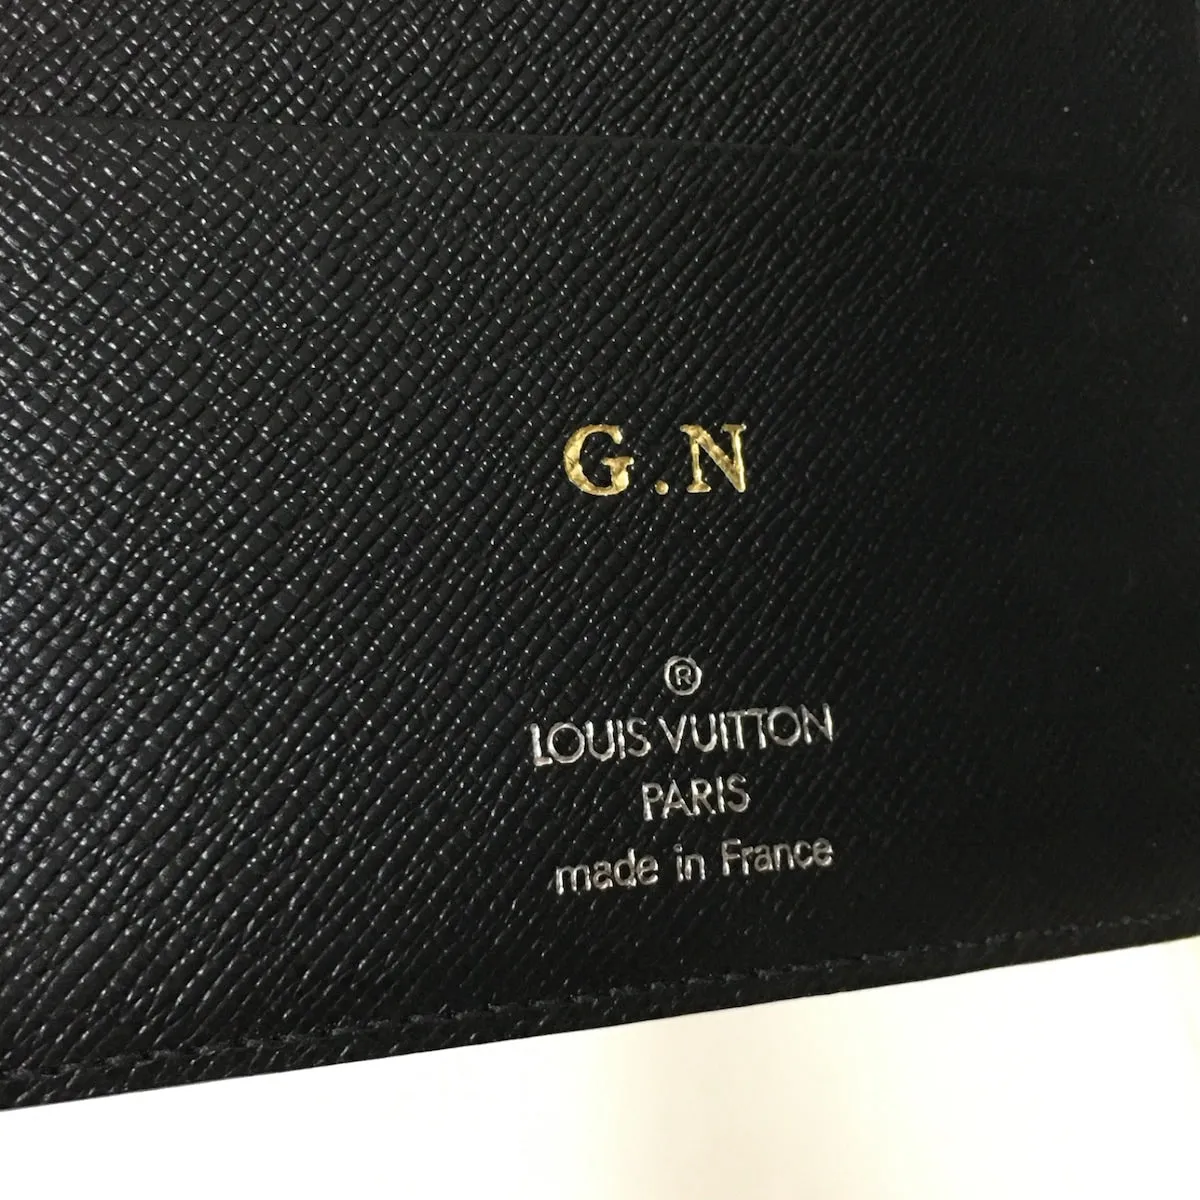 G.N
®
LOUIS VUITTON
PARIS
made in France